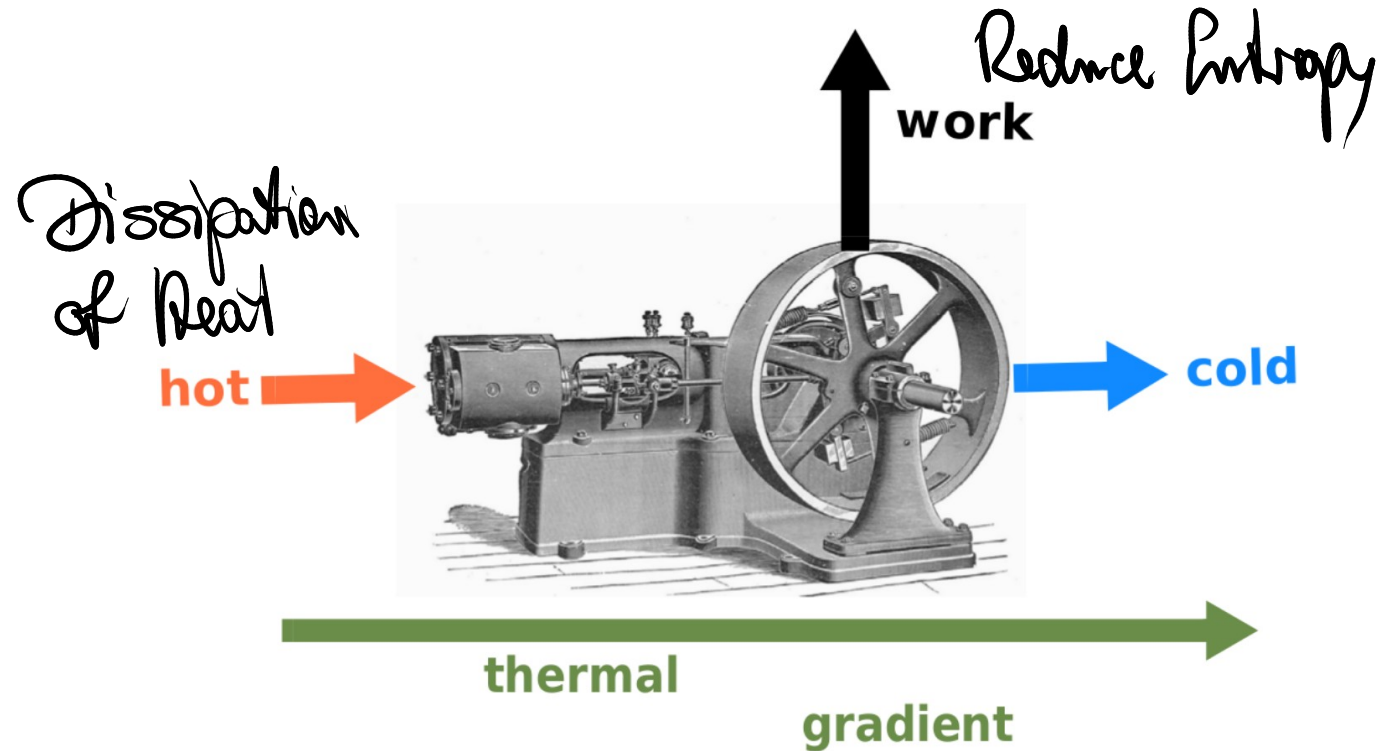 Reduce Entropy
work
Dissipation
of Heat
hot
cold
thermal
gradient